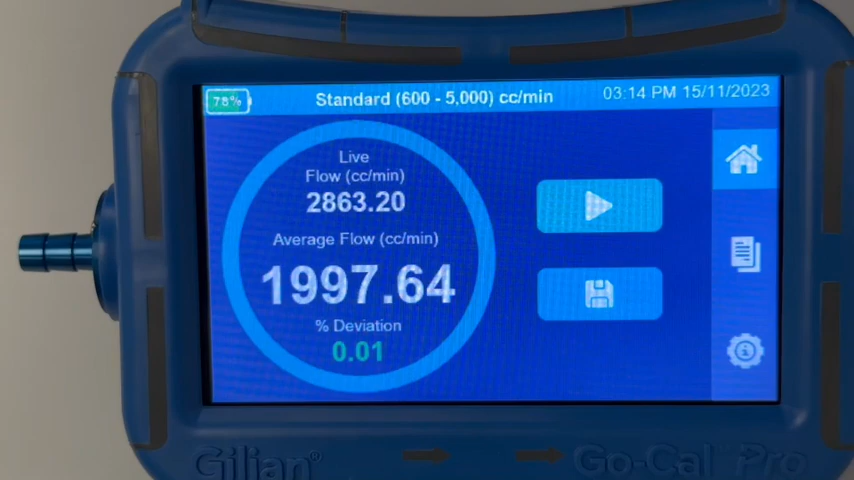 78%
Standard (600 - 5,000) cc/min
03:14 PM 15/11/2023
Live
Flow (cc/min)
2863.20
Average Flow (cc/min)
1997.64
% Deviation
0.01
Gilian®
Go-Cal Pro